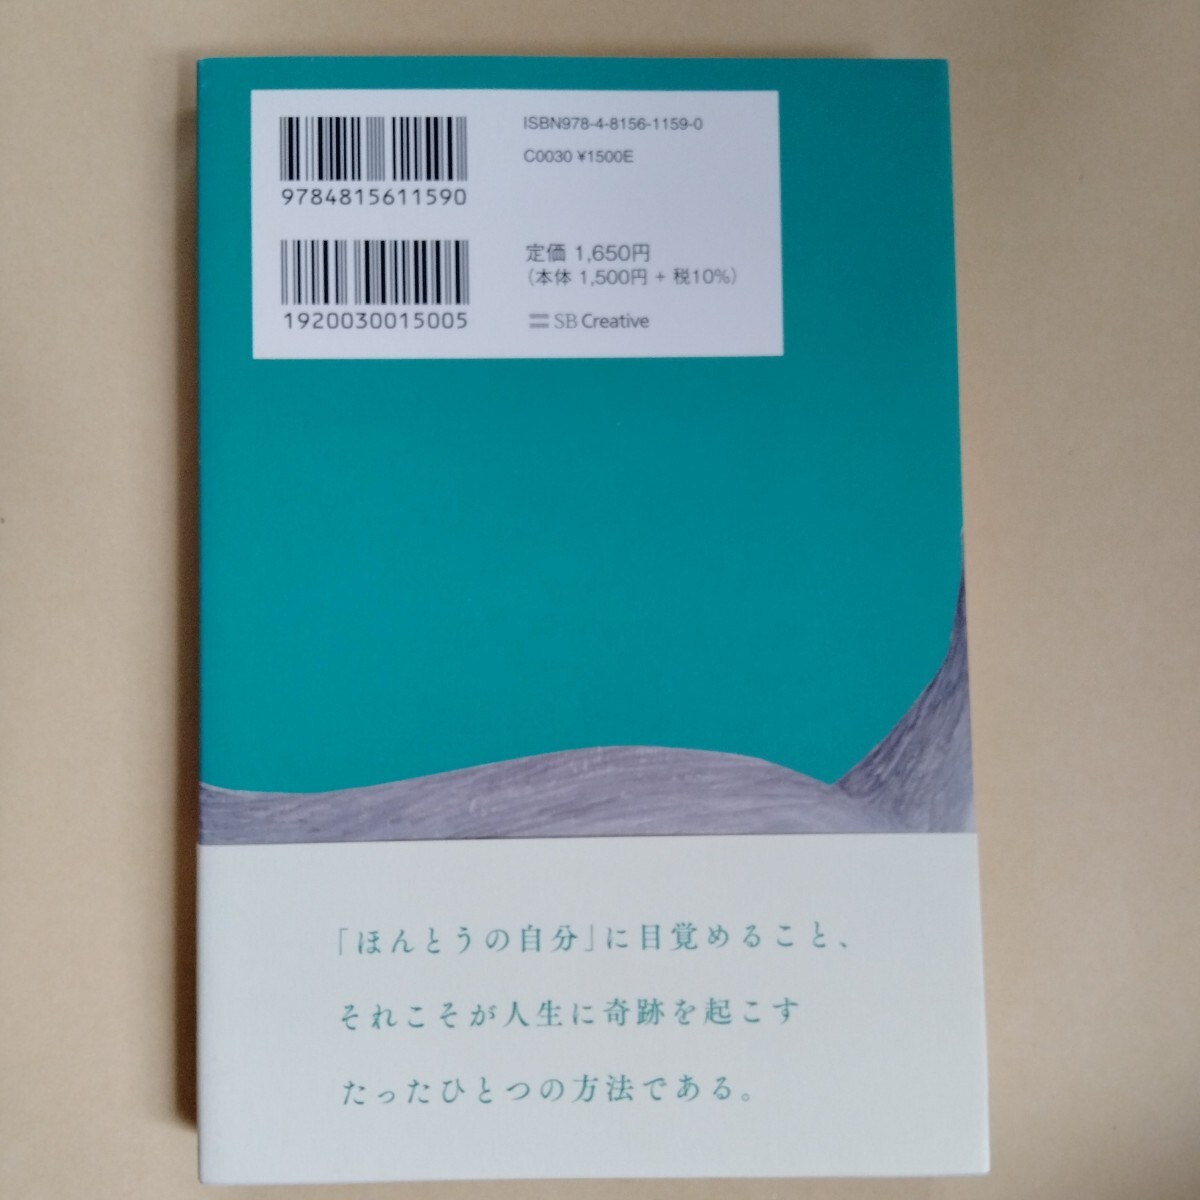 ISBN978-4-8156-1159-0
C0030 ¥1500E
9784815611590
定価 1,650円
(本体 1,500円 + 税10%)
1920030015005
SB Creative
「ほんとうの自分」に目覚めること、
それこそが人生に奇跡を起こす
たったひとつの方法である。